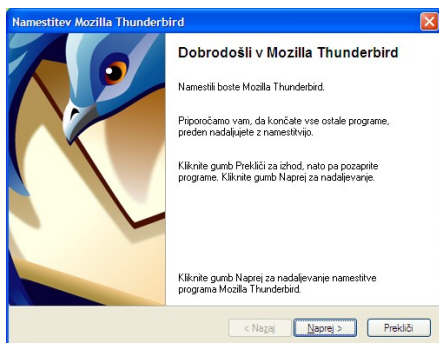 Namestitev Mozilla Thunderbird
Dobrodošli v Mozilla Thunderbird
Namestili boste Mozilla Thunderbird.
Priporočamo vam, da končate vse ostale programe,
preden nadaljujete z namestitvijo.
Kliknite gumb Prekliči za izhod, nato pa pozaprite
programe. Kliknite gumb Naprej za nadaljevanje.
Kliknite gumb Naprej za nadaljevanje namestitve
programa Mozilla Thunderbird.
< Nazaj Naprej > Prekliči